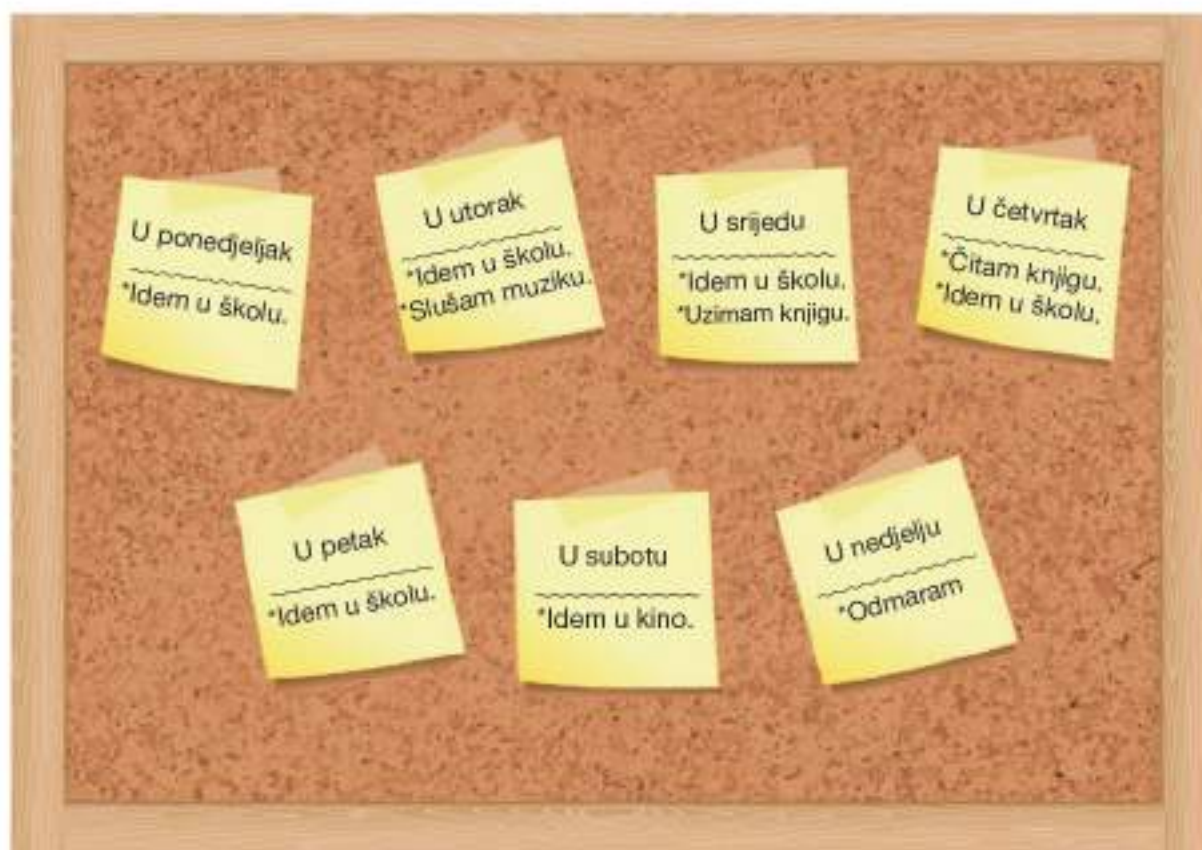 U ponedjeljak
*Idem u školu.
U utorak
*Idem u školu.
*Slušam muziku.
U srijedu
*Idem u školu.
*Uzimam knjigu.
U četvrtak
*Čitam knjigu.
*Idem u školu.
U petak
*Idem u školu.
U subotu
*Idem u kino.
U nedjelju
*Odmaram